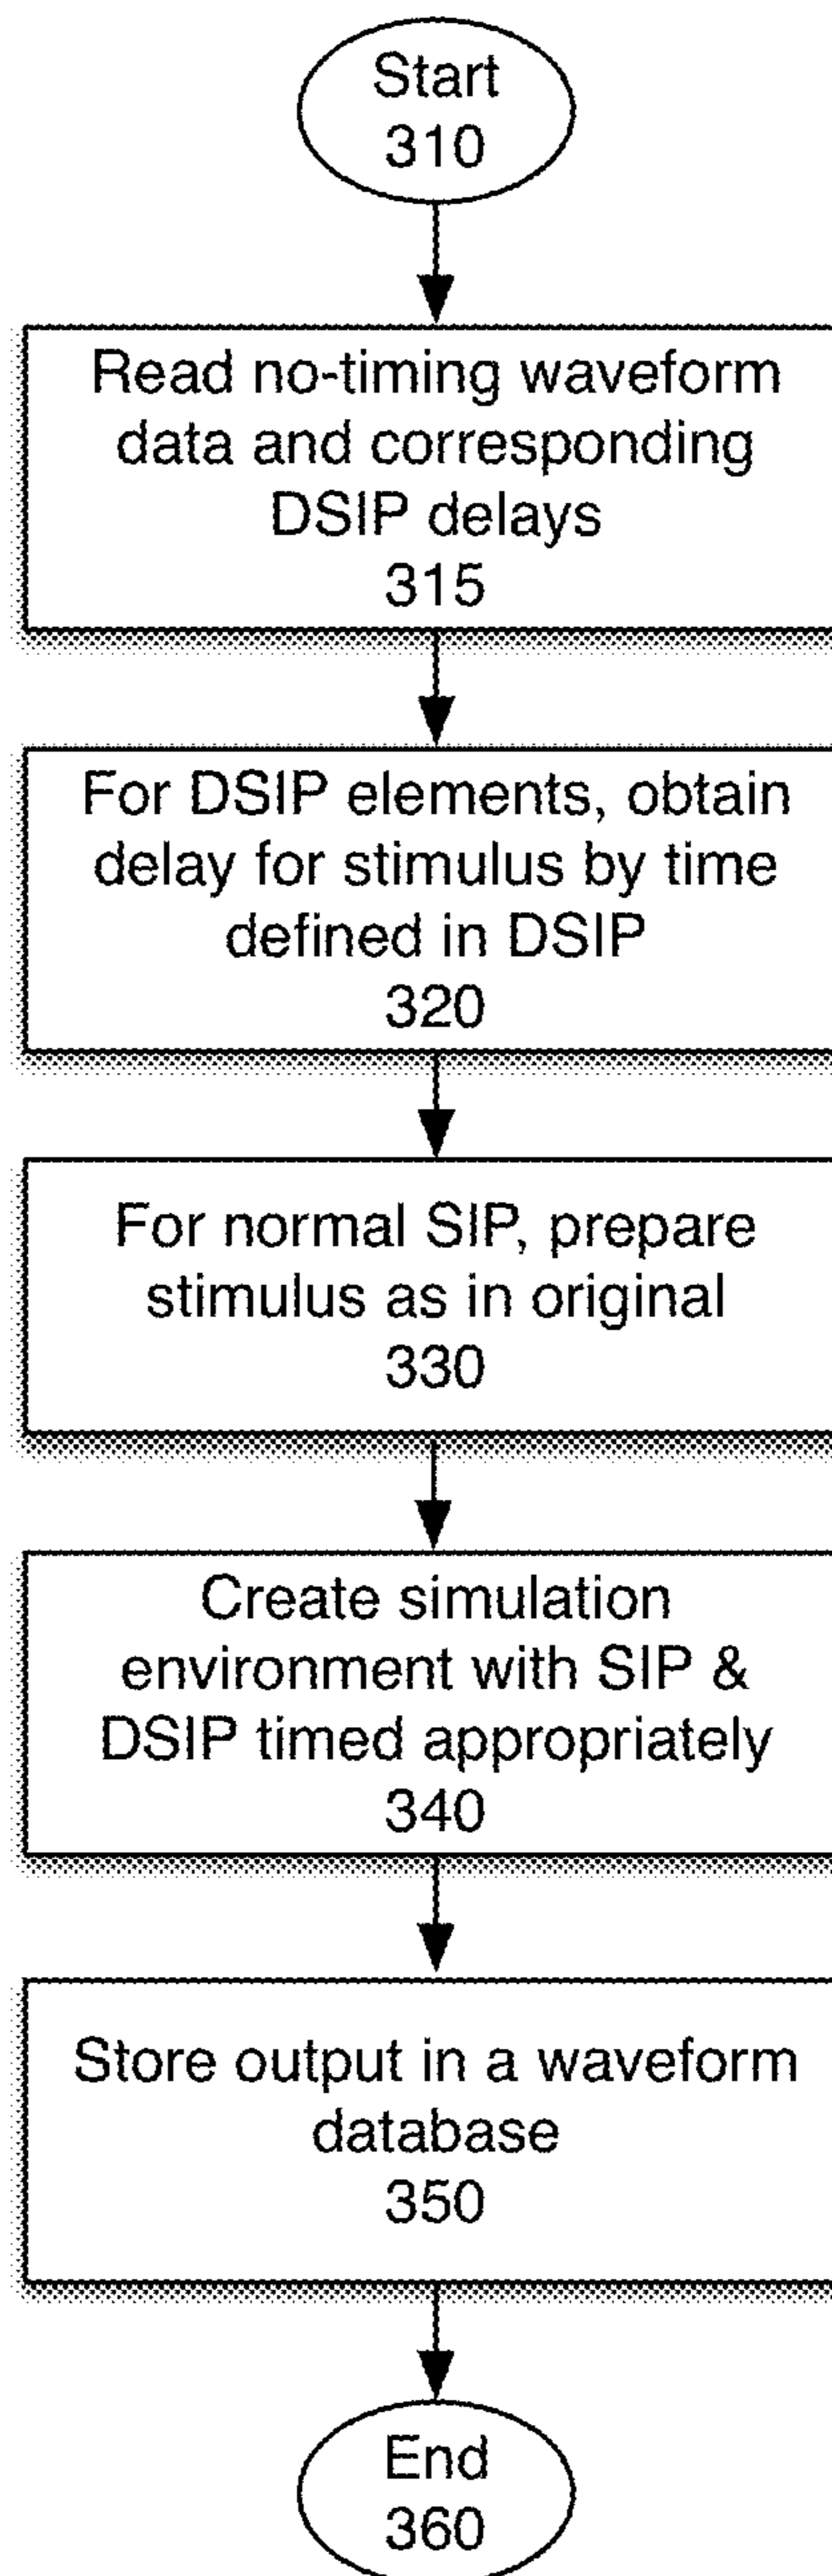 Start
310
Read no-timing waveform
data and corresponding
DSIP delays
315
For DSIP elements, obtain
delay for stimulus by time
defined in DSIP
320
For normal SIP, prepare
stimulus as in original
330
Create simulation
environment with SIP &
DSIP timed appropriately
340
Store output in a waveform
database
350
End
360